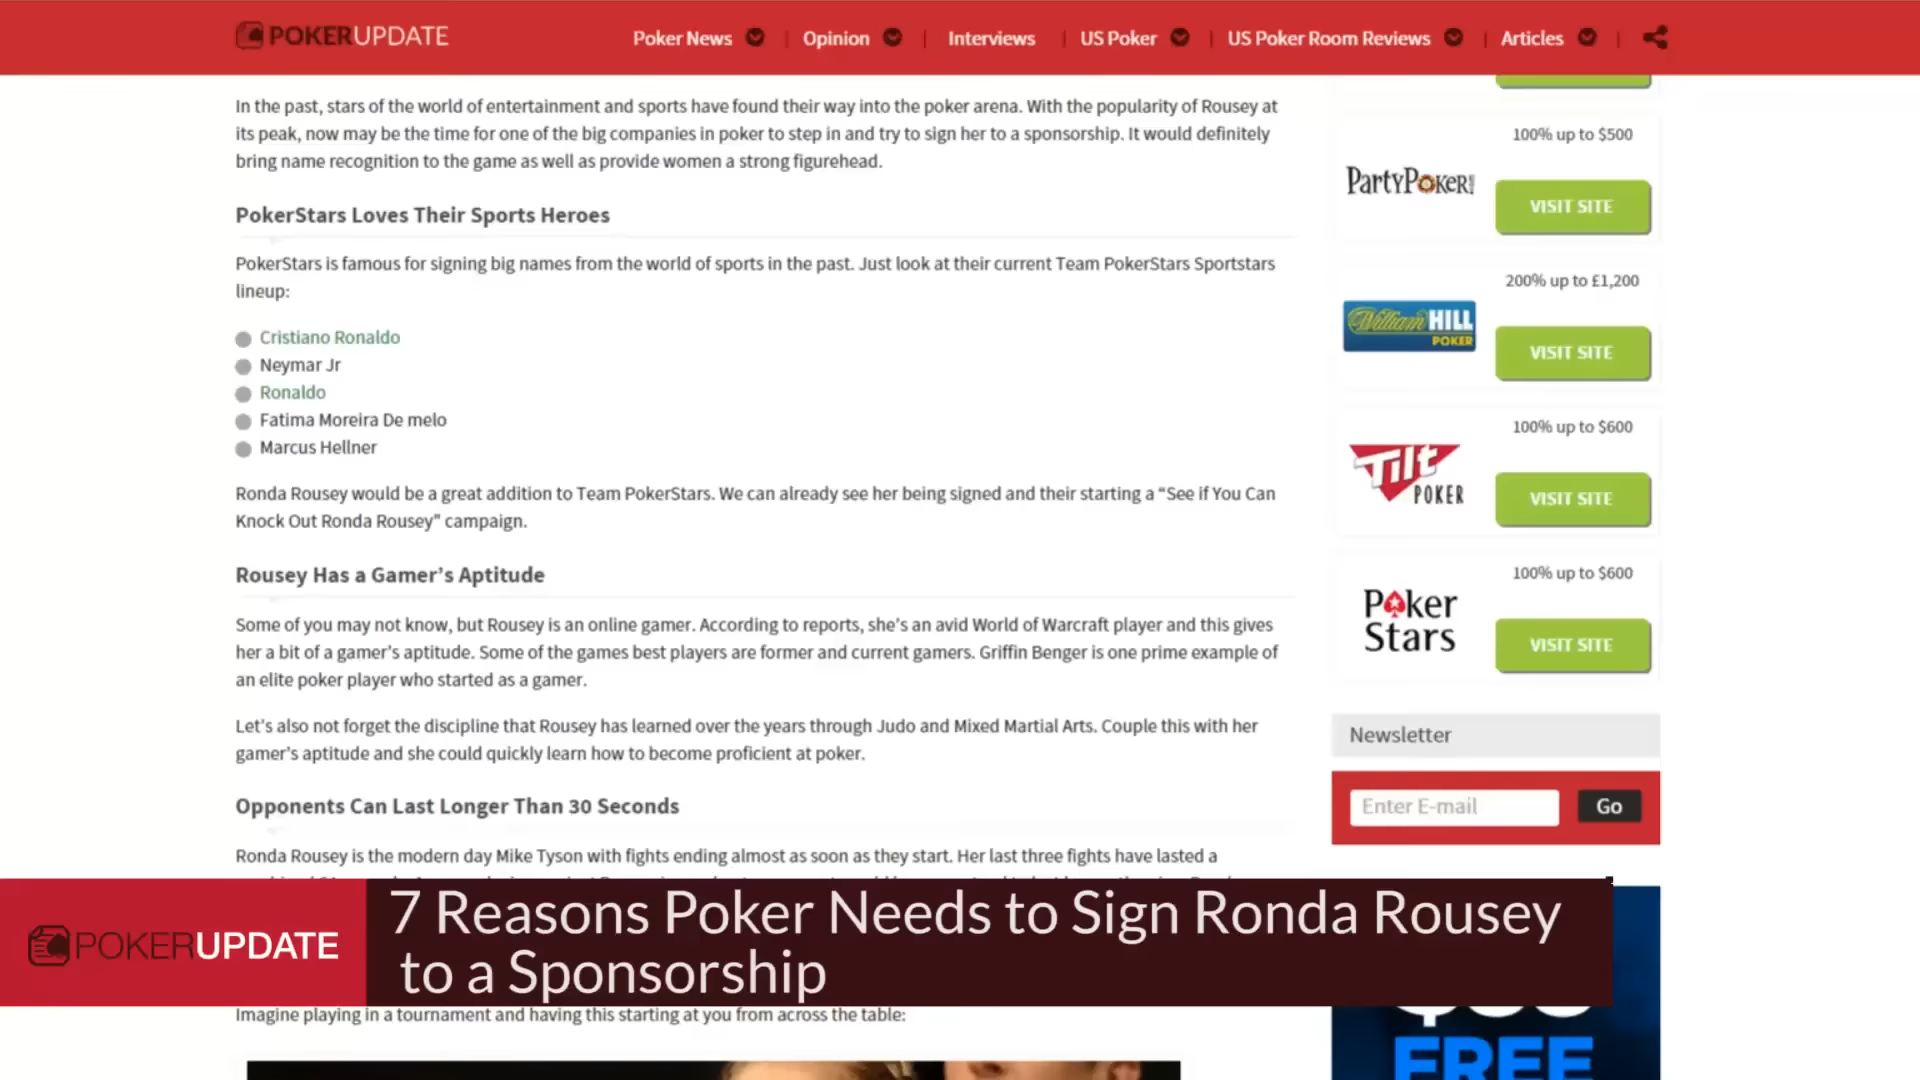 POKERUPDATE
Poker News
Opinion
Interviews
US Poker
US Poker Room Reviews
Articles
In the past, stars of the world of entertainment and sports have found their way into the poker arena. With the popularity of Rousey at
its peak, now may be the time for one of the big companies in poker to step in and try to sign her to a sponsorship. It would definitely
bring name recognition to the game as well as provide women a strong figurehead.
PokerStars Loves Their Sports Heroes
PokerStars is famous for signing big names from the world of sports in the past. Just look at their current Team PokerStars Sportstars
lineup:
Cristiano Ronaldo
Neymar Jr
Ronaldo
Fatima Moreira De melo
Marcus Hellner
Ronda Rousey would be a great addition to Team PokerStars. We can already see her being signed and their starting a “See if You Can
Knock Out Ronda Rousey” campaign.
Rousey Has a Gamer’s Aptitude
Some of you may not know, but Rousey is an online gamer. According to reports, she’s an avid World of Warcraft player and this gives
her a bit of a gamer’s aptitude. Some of the games best players are former and current gamers. Griffin Benger is one prime example of
an elite poker player who started as a gamer.
Let’s also not forget the discipline that Rousey has learned over the years through Judo and Mixed Martial Arts. Couple this with her
gamer’s aptitude and she could quickly learn how to become proficient at poker.
Opponents Can Last Longer Than 30 Seconds
Ronda Rousey is the modern day Mike Tyson with fights ending almost as soon as they start. Her last three fights have lasted a
Imagine playing in a tournament and having this starting at you from across the table:
100% up to $500
PartyPoker
VISIT SITE
200% up to £1,200
William HILL
POKER
VISIT SITE
100% up to $600
Tilt
POKER
VISIT SITE
100% up to $600
Poker
Stars
VISIT SITE
Newsletter
Enter E-mail
Go
FREE
POKERUPDATE
7 Reasons Poker Needs to Sign Ronda Rousey
to a Sponsorship